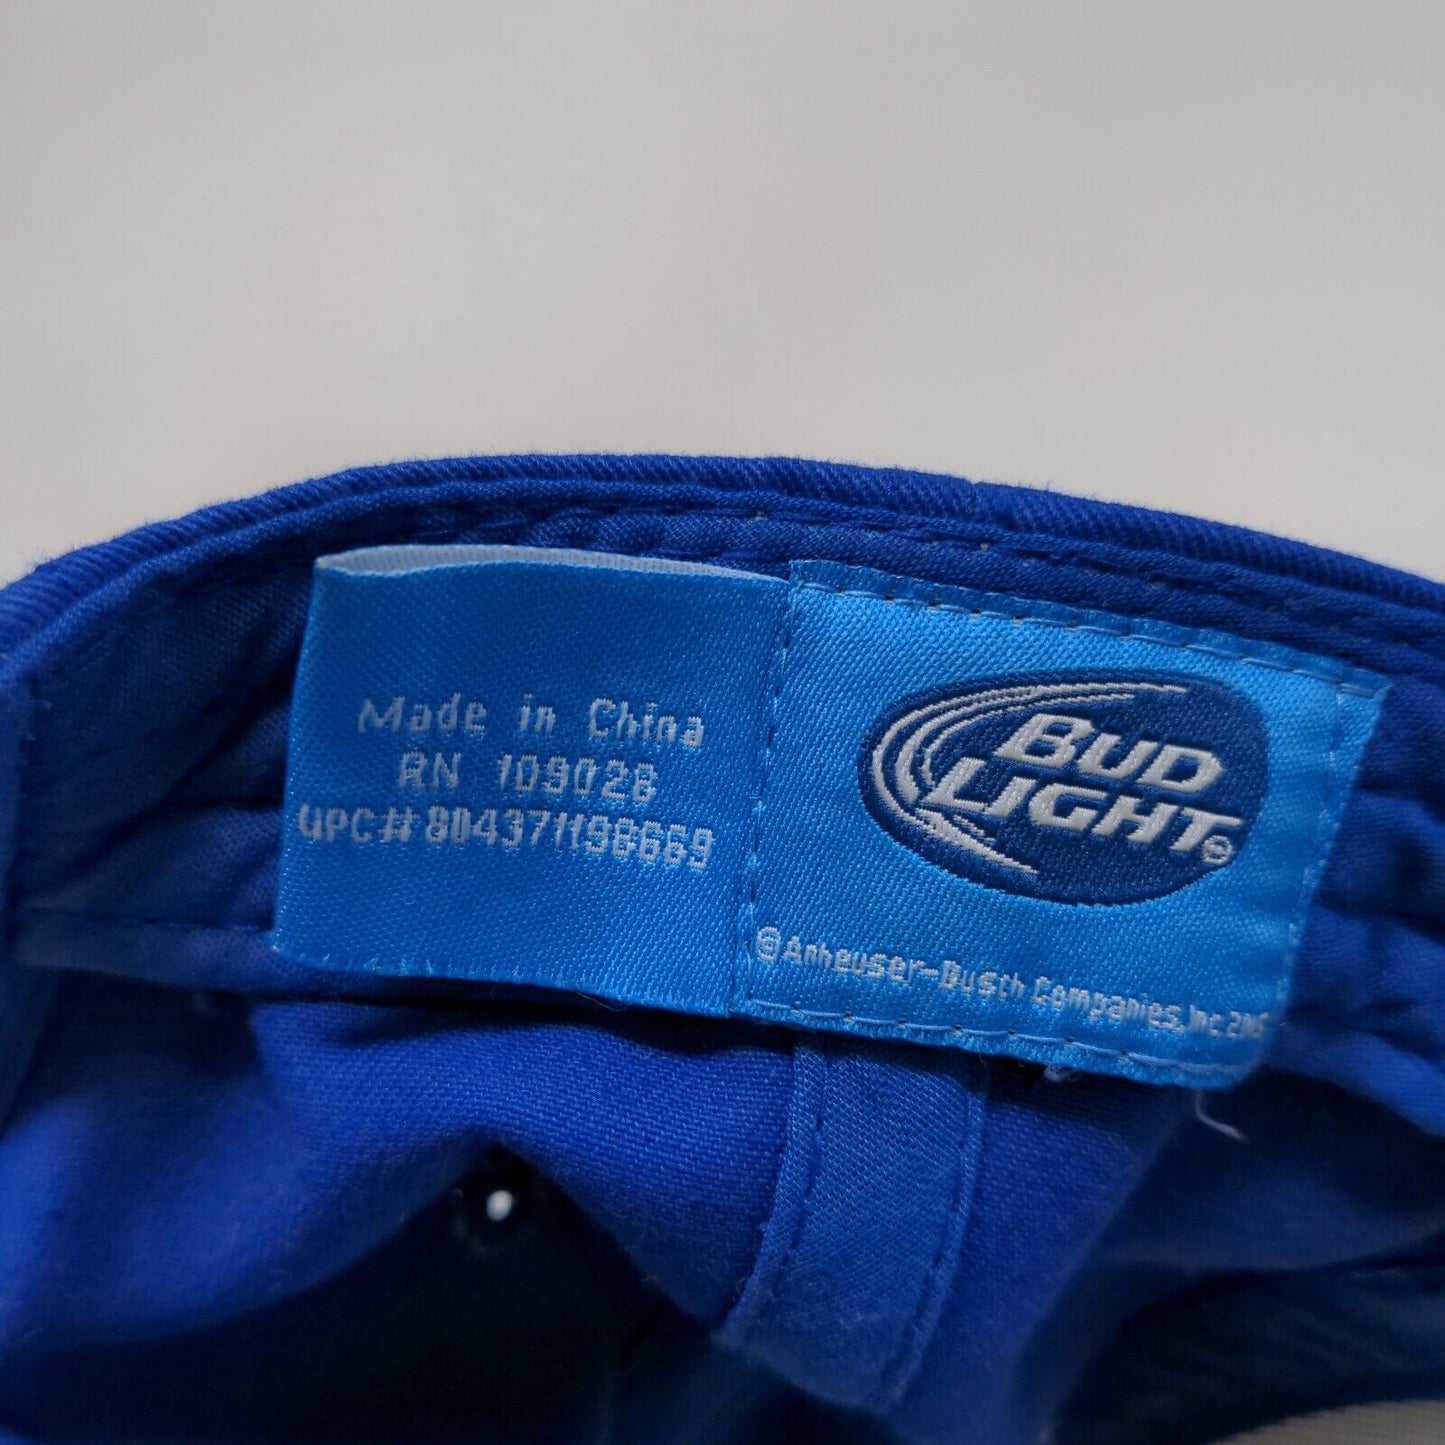 Made in China
RN 109028
UPC# 804371198669
BUD
LIGHT®
@Anheuser-Busch Companies, Inc